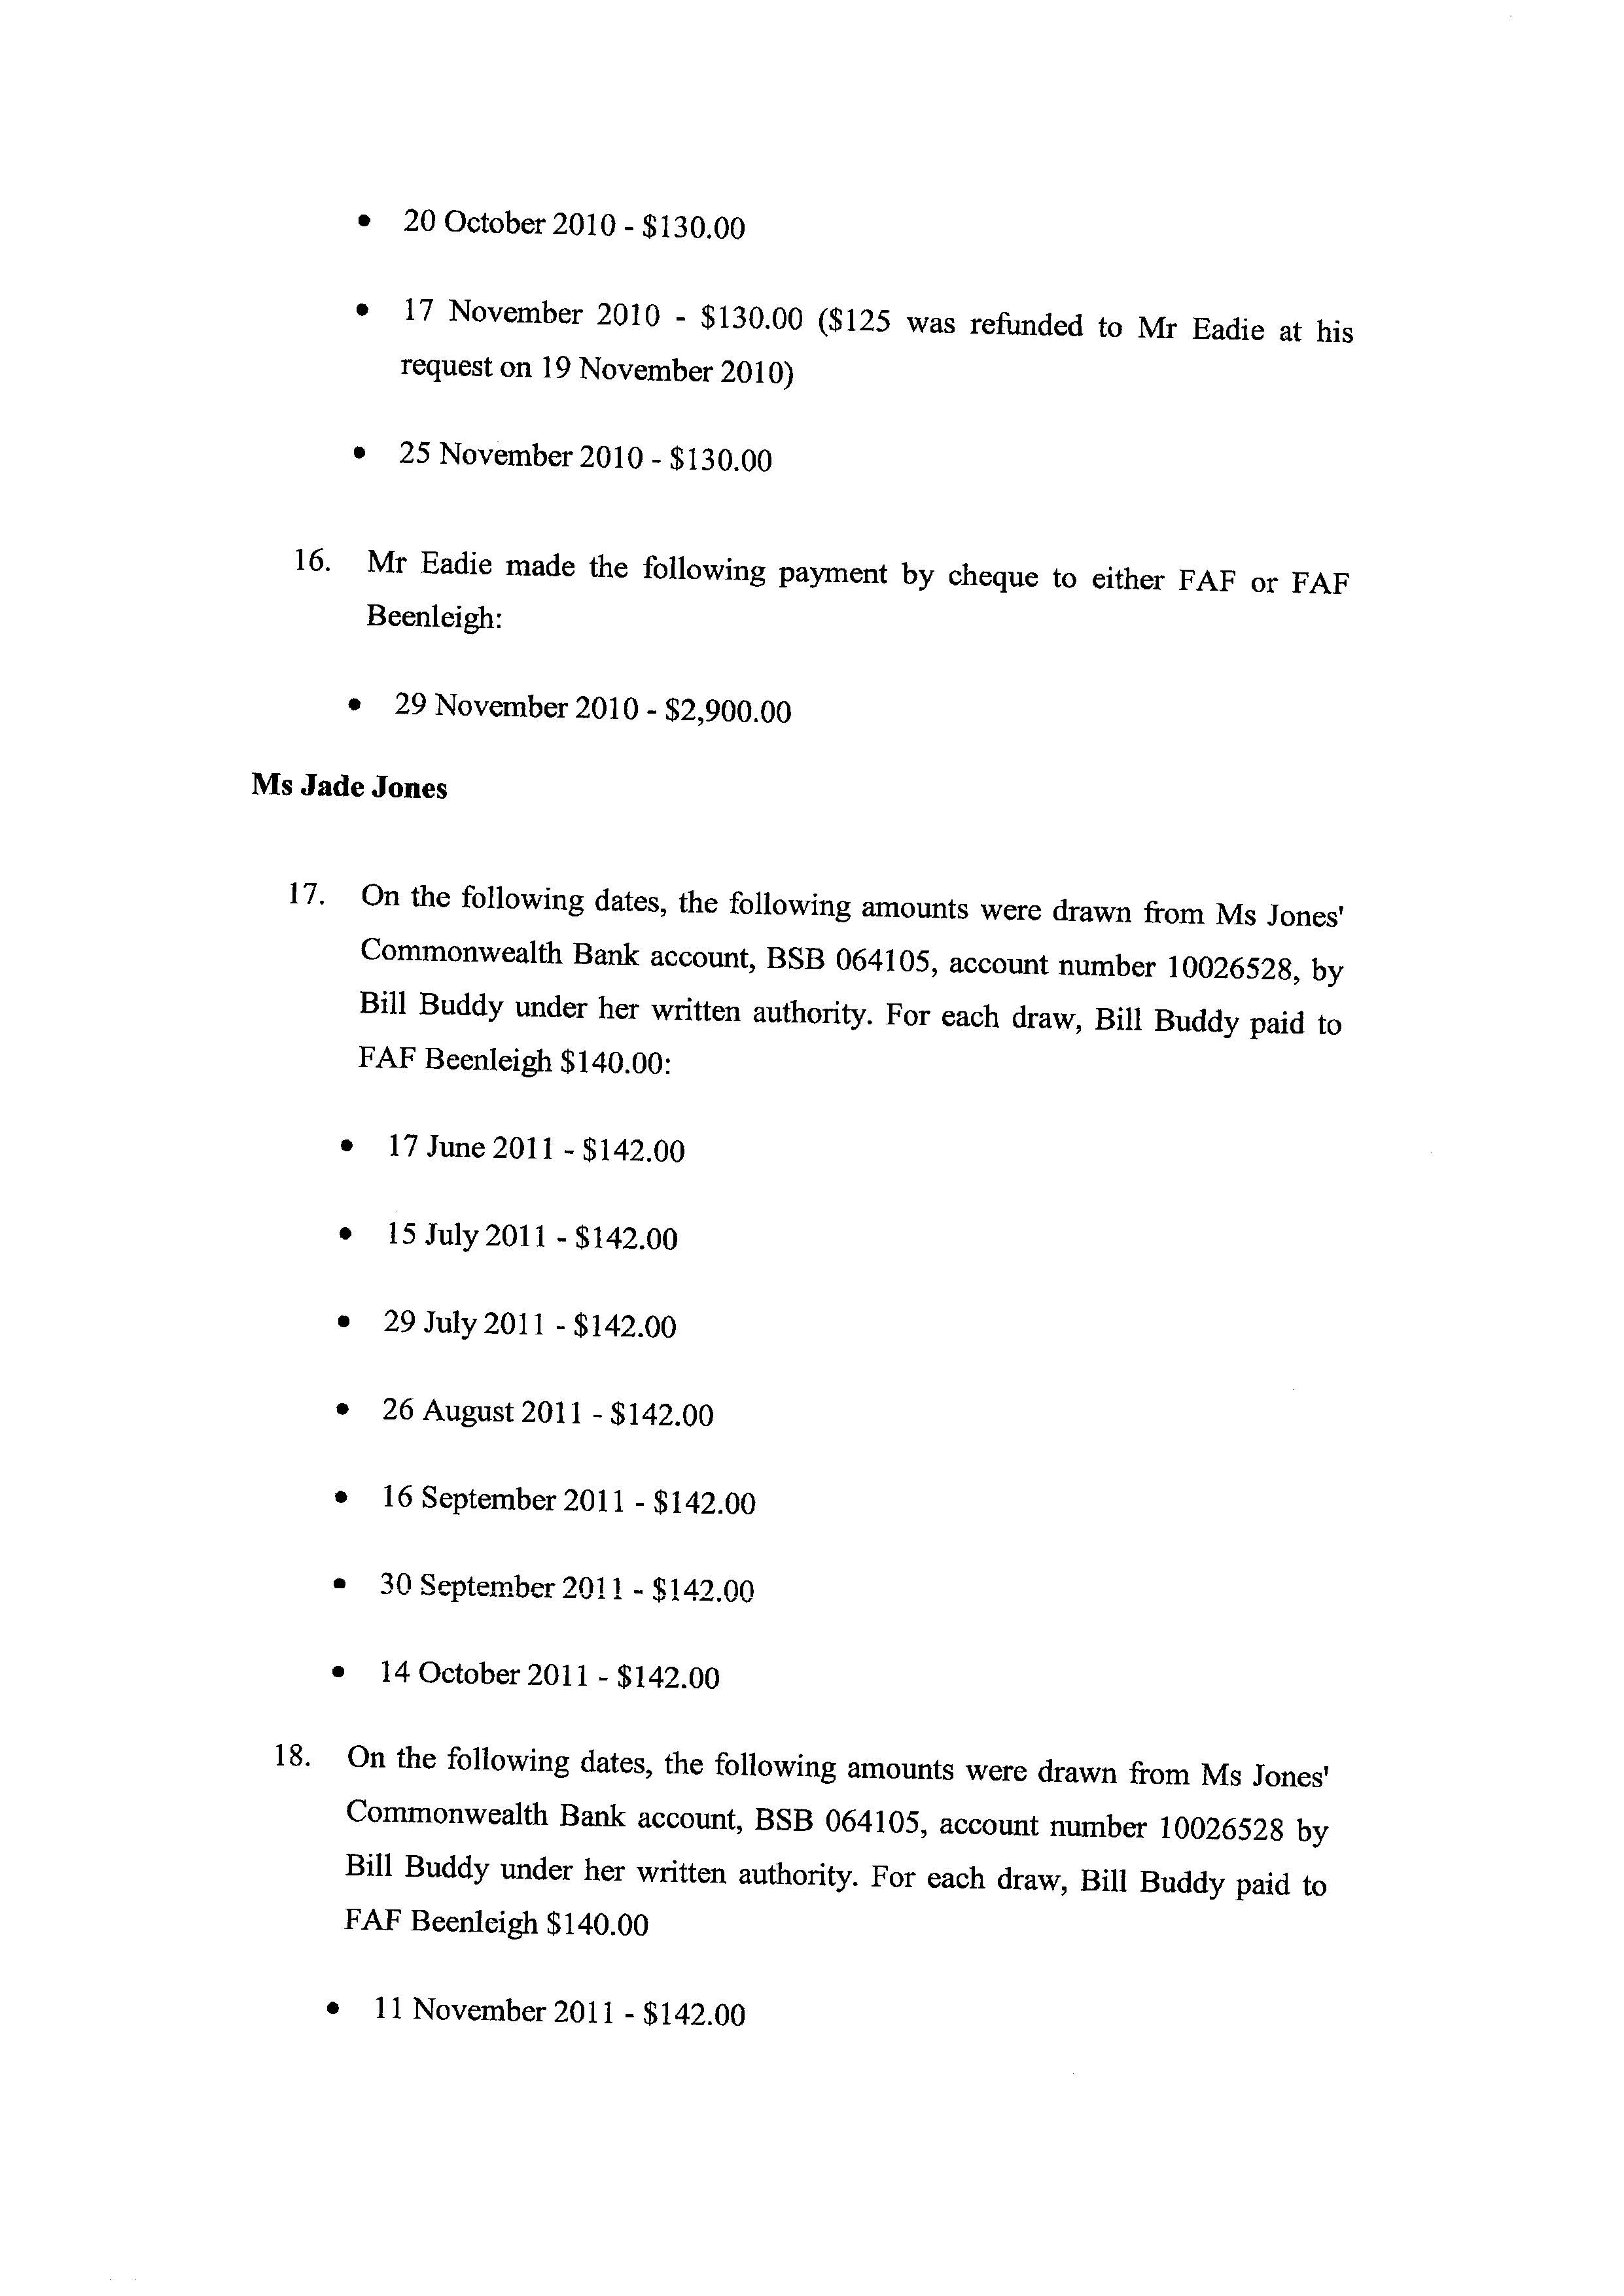 • 20 October 2010 - $130.00
• 17 November 2010 - $130.00 ($125 was refunded to Mr Eadie at his
request on 19 November 2010)
• 25 November 2010 - $130.00
16. Mr Eadie made the following payment by cheque to either FAF or FAF
Beenleigh:
• 29 November 2010 - $2,900.00
Ms Jade Jones
17. On the following dates, the following amounts were drawn from Ms Jones'
Commonwealth Bank account, BSB 064105, account number 10026528, by
Bill Buddy under her written authority. For each draw, Bill Buddy paid to
FAF Beenleigh $140.00:
• 17 June 2011 - $142.00
• 15 July 2011 - $142.00
• 29 July 2011 - $142.00
• 26 August 2011 - $142.00
• 16 September 2011 - $142.00
• 30 September 2011 - $142.00
• 14 October 2011 - $142.00
18. On the following dates, the following amounts were drawn from Ms Jones'
Commonwealth Bank account, BSB 064105, account number 10026528 by
Bill Buddy under her written authority. For each draw, Bill Buddy paid to
FAF Beenleigh $140.00
• 11 November 2011 - $142.00